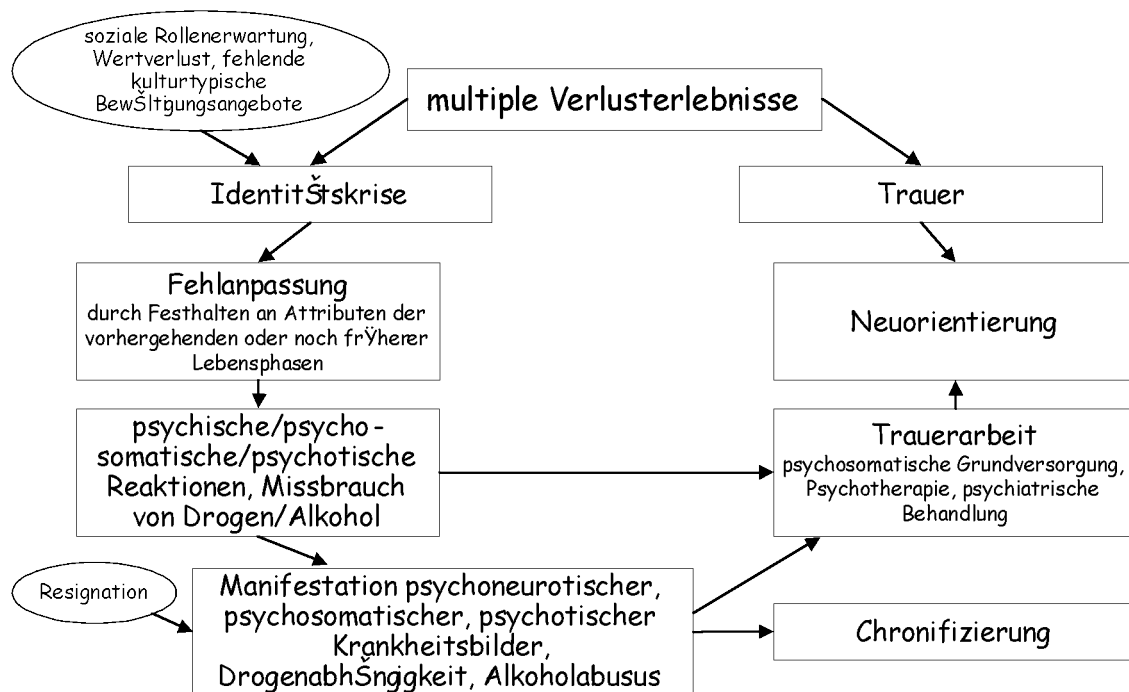 soziale Rollenerwartung,
Wertverlust, fehlende
kulturtypische
BewŠltigungsangebote
multiple Verlusterlebnisse
IdentitŠtskrise
Trauer
Fehlanpassung
durch Festhalten an Attributen der
vorhergehenden oder noch frŸherer
Lebensphasen
Neuorientierung
psychische/psycho-
somatische/psychotische
Reaktionen, Missbrauch
von Drogen/Alkohol
Trauerarbeit
psychosomatische Grundversorgung,
Psychotherapie, psychiatrische
Behandlung
Resignation
Manifestation psychoneurotischer,
psychosomatischer, psychotischer
Krankheitsbilder,
DrogenabhŠngigkeit, Alkoholabusus
Chronifizierung